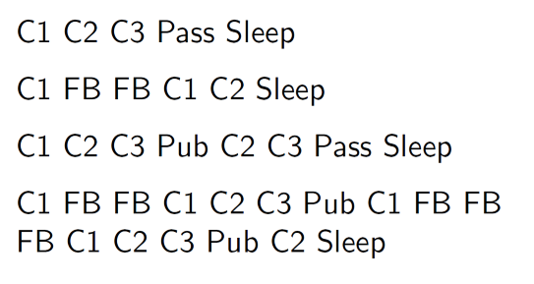 C1 C2 C3 Pass Sleep
C1 FB FB C1 C2 Sleep
C1 C2 C3 Pub C2 C3 Pass Sleep
C1 FB FB C1 C2 C3 Pub C1 FB FB
FB C1 C2 C3 Pub C2 Sleep